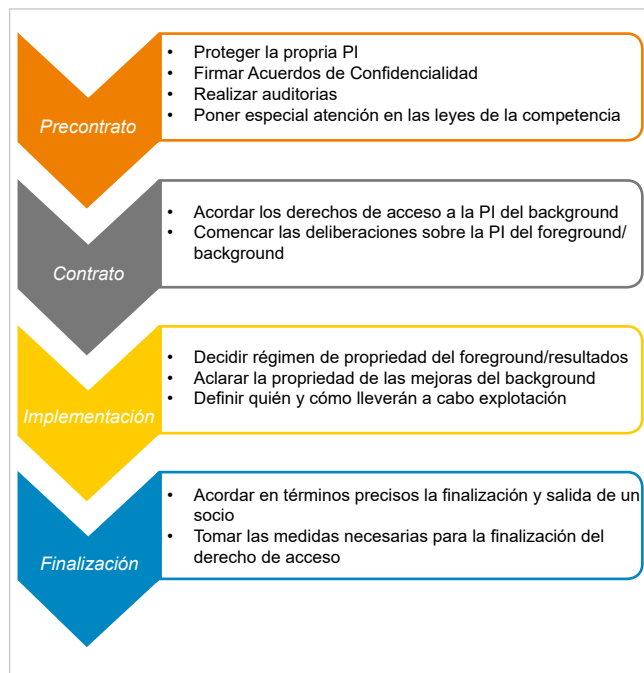 Precontrato
• Proteger la propria PI
• Firmar Acuerdos de Confidencialidad
• Realizar auditorias
• Poner especial atención en las leyes de la competencia
Contrato
• Acordar los derechos de acceso a la PI del background
• Comencar las deliberaciones sobre la PI del foreground/
background
Implementación
• Decidir régimen de propriedad del foreground/resultados
• Aclarar la propriedad de las mejoras del background
• Definir quién y cómo lleverán a cabo explotación
Finalización
• Acordar en términos precisos la finalización y salida de un
socio
• Tomar las medidas necesarias para la finalización del
derecho de acceso